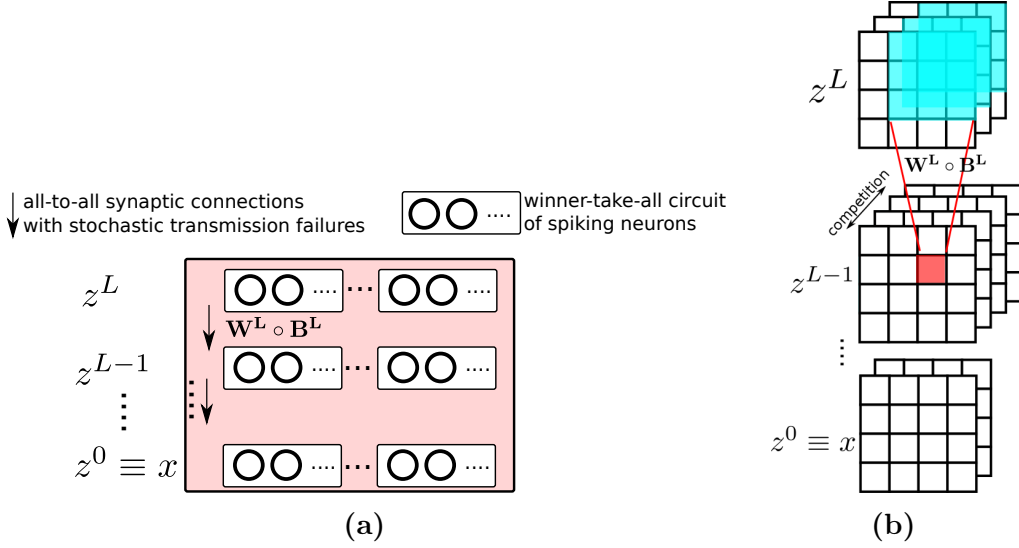 all-to-all synaptic connections
with stochastic transmission failures
.... winner-take-all circuit
of spiking neurons
z^L
.... ... ....
W^L ∘ B^L
z^{L-1}
.... ... ....
z^0 ≡ x
.... ... ....
(a)
z^L
W^L ∘ B^L
competition
z^{L-1}
z^0 ≡ x
(b)